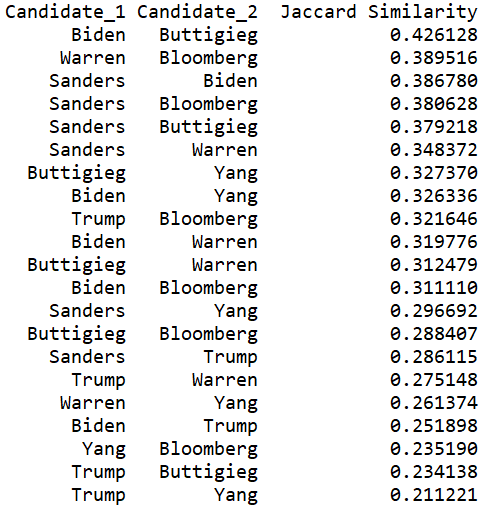 Candidate_1 Candidate_2 Jaccard Similarity
Biden Buttigieg 0.426128
Warren Bloomberg 0.389516
Sanders Biden 0.386780
Sanders Bloomberg 0.380628
Sanders Buttigieg 0.379218
Sanders Warren 0.348372
Buttigieg Yang 0.327370
Biden Yang 0.326336
Trump Bloomberg 0.321646
Biden Warren 0.319776
Buttigieg Warren 0.312479
Biden Bloomberg 0.311110
Sanders Yang 0.296692
Buttigieg Bloomberg 0.288407
Sanders Trump 0.286115
Trump Warren 0.275148
Warren Yang 0.261374
Biden Trump 0.251898
Yang Bloomberg 0.235190
Trump Buttigieg 0.234138
Trump Yang 0.211221